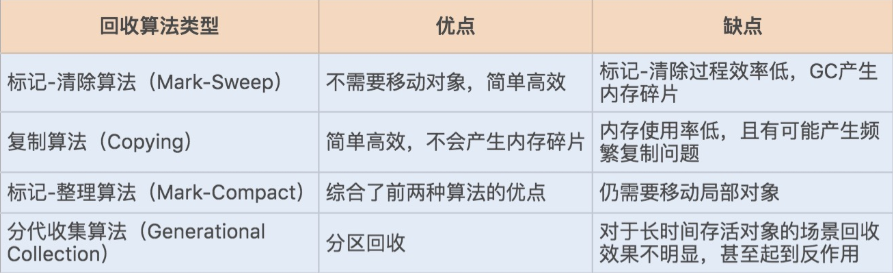 回收算法类型 优点 缺点
标记-清除算法（Mark-Sweep） 不需要移动对象，简单高效 标记-清除过程效率低，GC产生
内存碎片
复制算法（Copying） 简单高效，不会产生内存碎片 内存使用率低，且有可能产生频
繁复制问题
标记-整理算法（Mark-Compact） 综合了前两种算法的优点 仍需要移动局部对象
分代收集算法（Generational
Collection） 分区回收 对于长时间存活对象的场景回收
效果不明显，甚至起到反作用